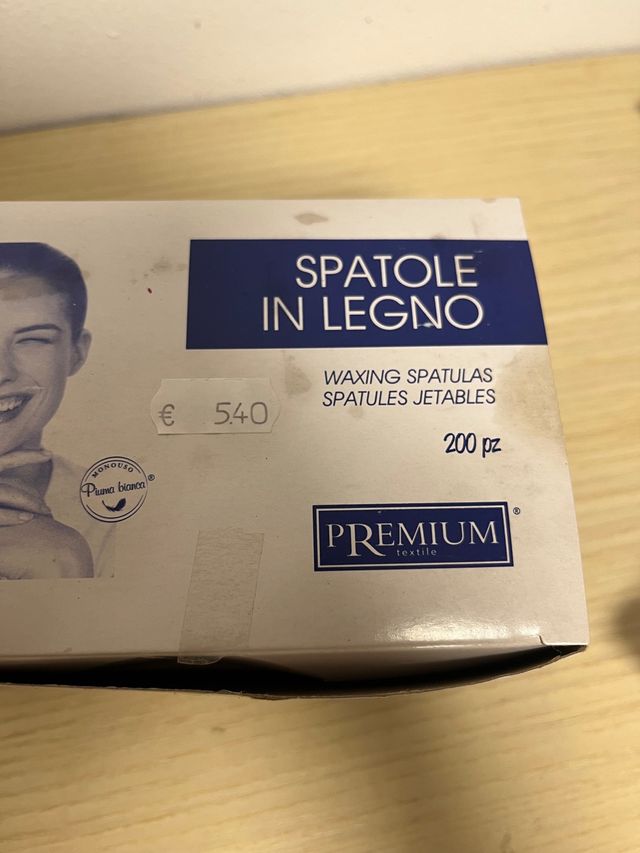 SPATOLE
IN LEGNO
WAXING SPATULAS
SPATULES JETABLES
€ 5.40
200 pz
MONOUSO
Piuma bianca®
PREMIUM®
textile